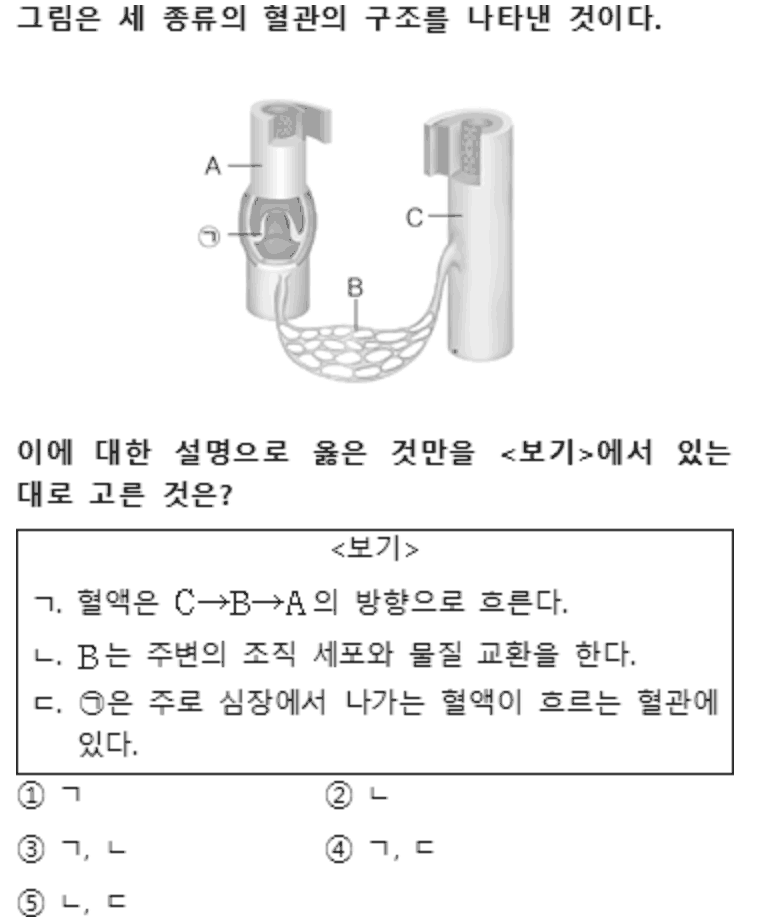 그림은 세 종류의 혈관의 구조를 나타낸 것이다.
A
㉠
B
C
이에 대한 설명으로 옳은 것만을 <보기>에서 있는
대로 고른 것은?
<보기>
ㄱ. 혈액은 C→B→A의 방향으로 흐른다.
ㄴ. B는 주변의 조직 세포와 물질 교환을 한다.
ㄷ. ㉠은 주로 심장에서 나가는 혈액이 흐르는 혈관에
있다.
① ㄱ ② ㄴ
③ ㄱ, ㄴ ④ ㄱ, ㄷ
⑤ ㄴ, ㄷ